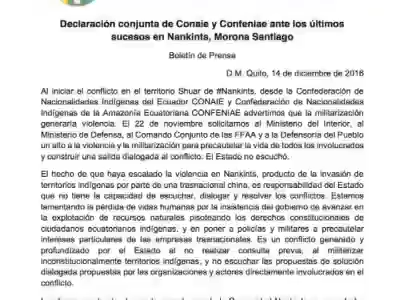 Declaración conjunta de Conaie y Confeniae ante los últimos
sucesos en Nankints, Morona Santiago
Boletín de Prensa
D.M. Quito, 14 de diciembre de 2016
Al iniciar el conflicto en el territorio Shuar de #Nankints, desde la Confederación de
Nacionalidades Indígenas del Ecuador CONAIE y Confederación de Nacionalidades
Indígenas de la Amazonía Ecuatoriana CONFENIAE advertimos que la militarización
generaría violencia. El 22 de noviembre solicitamos al Ministerio del Interior, al
Ministerio de Defensa, al Comando Conjunto de las FFAA y a la Defensoría del Pueblo
un alto a la violencia y la militarización para precautelar la vida de todos los involucrados
y construir una salida dialogada al conflicto. El Estado no escuchó.
El hecho de que haya escalado la violencia en Nankints, producto de la invasión de
territorios indígenas por parte de una trasnacional china, es responsabilidad del Estado
que no tiene la capacidad de escuchar, dialogar y resolver los conflictos. Estamos
lamentando la pérdida de vidas humanas por la insistencia del gobierno de avanzar en
la explotación de recursos naturales pisoteando los derechos constitucionales de
ciudadanos ecuatorianos indígenas, y en poner a policías y militares a precautelar
intereses particulares de las empresas trasnacionales. Es un conflicto generado y
profundizado por el Estado al no realizar consulta previa, al militarizar
inconstitucionalmente territorios indígenas, y no escuchar las propuestas de solución
dialogada propuestas por las organizaciones y actores directamente involucrados en el
conflicto.